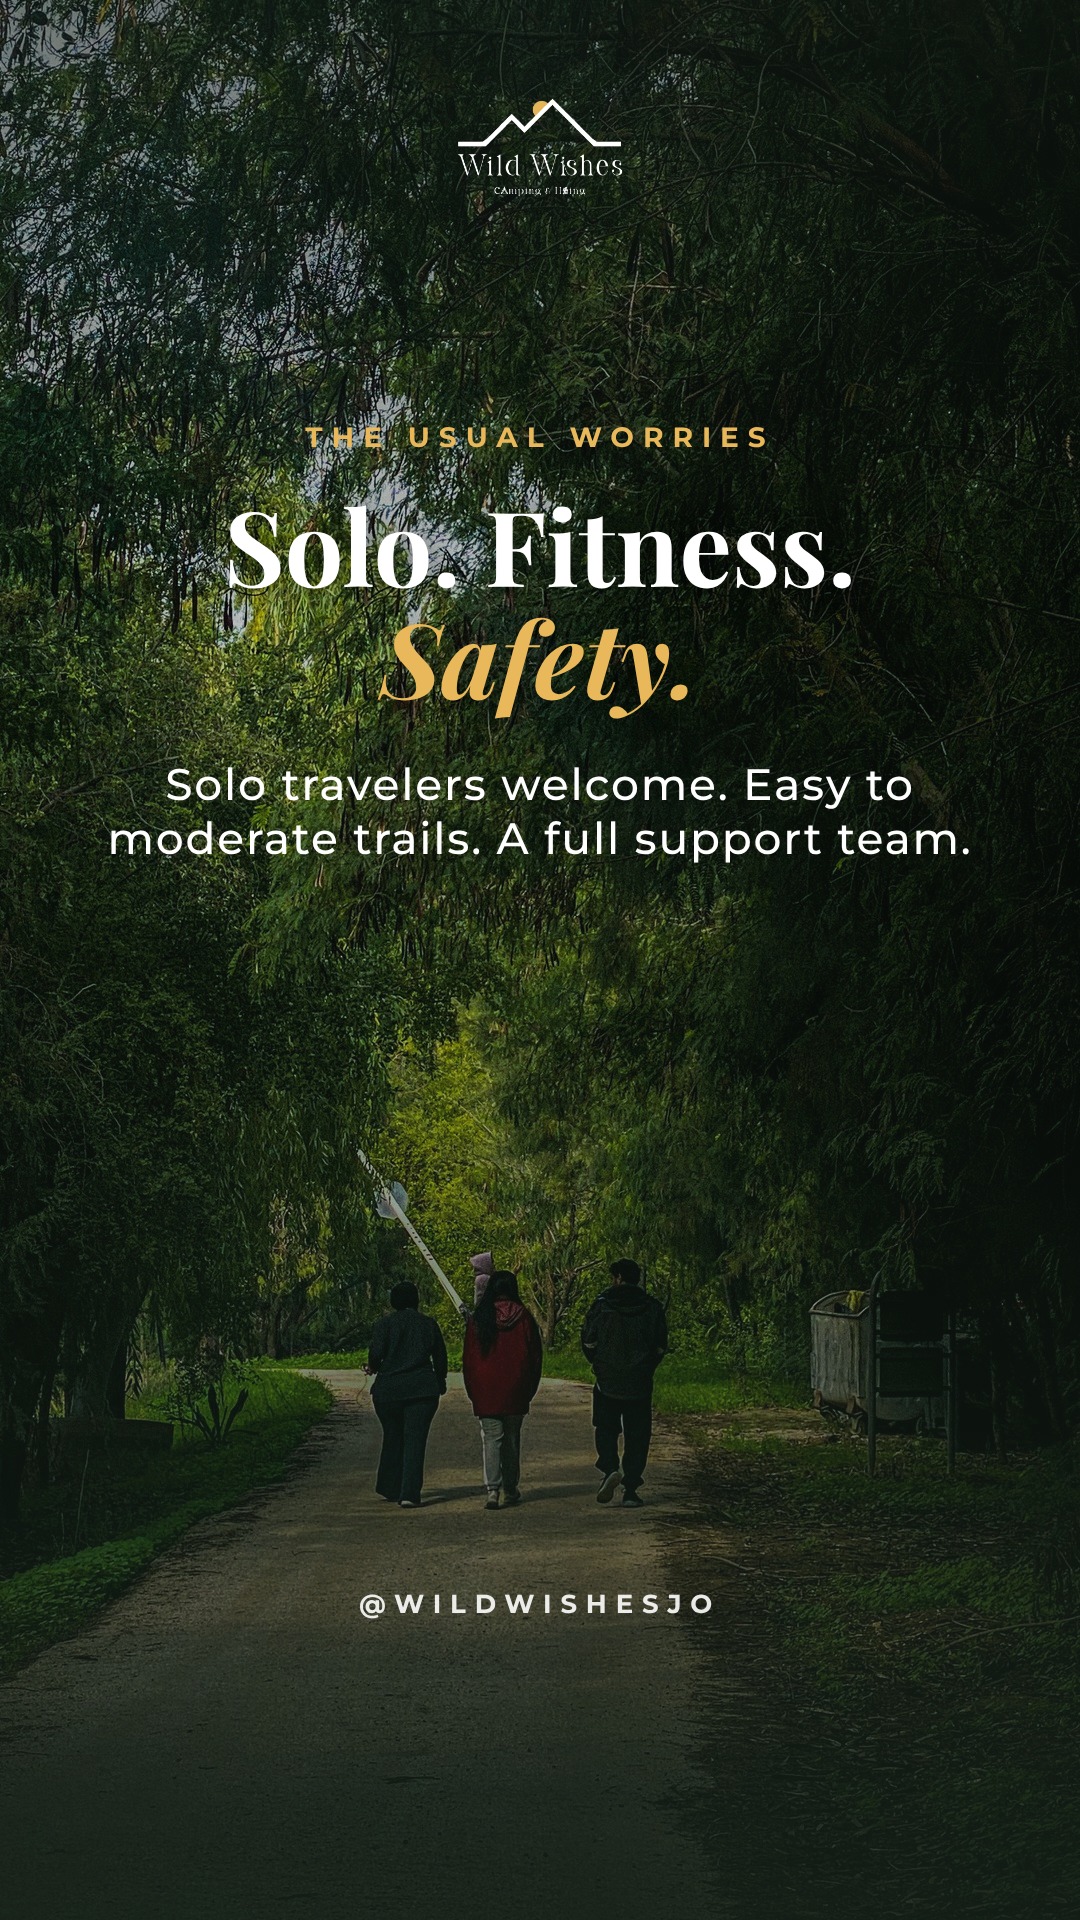 Wild Wishes
THE USUAL WORRIES
Solo. Fitness.
Safety.
Solo travelers welcome. Easy to
moderate trails. A full support team.
@WILDWISHESJO